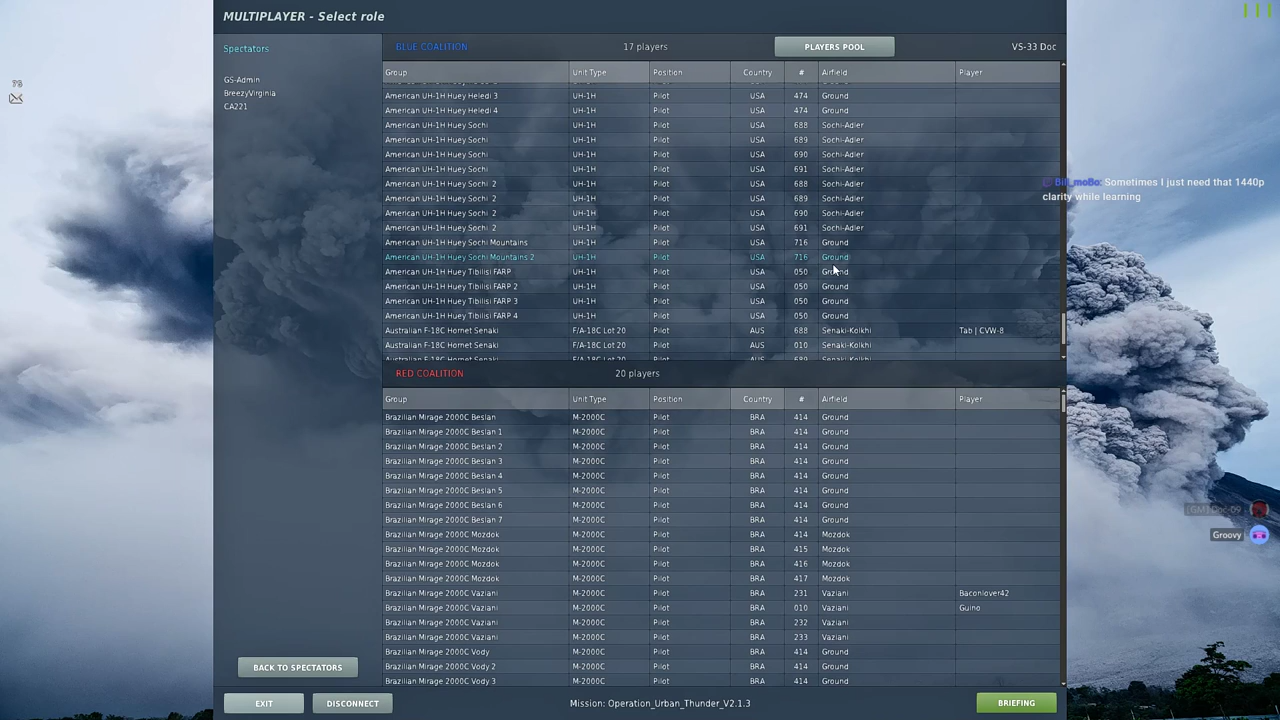 MULTIPLAYER - Select role
Spectators
GS-Admin
BreezyVirginia
CA221
75
BLUE COALITION 17 players PLAYERS POOL VS-33 Doc
Group Unit Type Position Country # Airfield Player
American UH-1H Huey Heledi 3 UH-1H Pilot USA 474 Ground
American UH-1H Huey Heledi 4 UH-1H Pilot USA 474 Ground
American UH-1H Huey Sochi UH-1H Pilot USA 688 Sochi-Adler
American UH-1H Huey Sochi UH-1H Pilot USA 689 Sochi-Adler
American UH-1H Huey Sochi UH-1H Pilot USA 690 Sochi-Adler
American UH-1H Huey Sochi UH-1H Pilot USA 691 Sochi-Adler
American UH-1H Huey Sochi 2 UH-1H Pilot USA 688 Sochi-Adler
American UH-1H Huey Sochi 2 UH-1H Pilot USA 689 Sochi-Adler
American UH-1H Huey Sochi 2 UH-1H Pilot USA 690 Sochi-Adler
American UH-1H Huey Sochi 2 UH-1H Pilot USA 691 Sochi-Adler
American UH-1H Huey Sochi Mountains UH-1H Pilot USA 716 Ground
American UH-1H Huey Sochi Mountains 2 UH-1H Pilot USA 716 Ground
American UH-1H Huey Tibilisi FARP UH-1H Pilot USA 050 Ground
American UH-1H Huey Tibilisi FARP 2 UH-1H Pilot USA 050 Ground
American UH-1H Huey Tibilisi FARP 3 UH-1H Pilot USA 050 Ground
American UH-1H Huey Tibilisi FARP 4 UH-1H Pilot USA 050 Ground
Australian F-18C Hornet Senaki F/A-18C Lot 20 Pilot AUS 688 Senaki-Kolkhi Tab | CVW-8
Australian F-18C Hornet Senaki F/A-18C Lot 20 Pilot AUS 010 Senaki-Kolkhi
Australian F-18C Hornet Senaki F/A-18C Lot 20 Pilot AUS 689 Senaki-Kolkhi
Bill_moBo: Sometimes I just need that 1440p
clarity while learning
RED COALITION 20 players
Group Unit Type Position Country # Airfield Player
Brazilian Mirage 2000C Beslan M-2000C Pilot BRA 414 Ground
Brazilian Mirage 2000C Beslan 1 M-2000C Pilot BRA 414 Ground
Brazilian Mirage 2000C Beslan 2 M-2000C Pilot BRA 414 Ground
Brazilian Mirage 2000C Beslan 3 M-2000C Pilot BRA 414 Ground
Brazilian Mirage 2000C Beslan 4 M-2000C Pilot BRA 414 Ground
Brazilian Mirage 2000C Beslan 5 M-2000C Pilot BRA 414 Ground
Brazilian Mirage 2000C Beslan 6 M-2000C Pilot BRA 414 Ground
Brazilian Mirage 2000C Beslan 7 M-2000C Pilot BRA 414 Ground
Brazilian Mirage 2000C Mozdok M-2000C Pilot BRA 414 Mozdok
Brazilian Mirage 2000C Mozdok M-2000C Pilot BRA 415 Mozdok
Brazilian Mirage 2000C Mozdok M-2000C Pilot BRA 416 Mozdok
Brazilian Mirage 2000C Mozdok M-2000C Pilot BRA 417 Mozdok
Brazilian Mirage 2000C Vaziani M-2000C Pilot BRA 231 Vaziani Baconlover42
Brazilian Mirage 2000C Vaziani M-2000C Pilot BRA 010 Vaziani Guino
Brazilian Mirage 2000C Vaziani M-2000C Pilot BRA 232 Vaziani
Brazilian Mirage 2000C Vaziani M-2000C Pilot BRA 233 Vaziani
Brazilian Mirage 2000C Vody M-2000C Pilot BRA 414 Ground
Brazilian Mirage 2000C Vody 2 M-2000C Pilot BRA 414 Ground
Brazilian Mirage 2000C Vody 3 M-2000C Pilot BRA 414 Ground
[GM] Doc-09
Groovy
BACK TO SPECTATORS
EXIT DISCONNECT Mission: Operation_Urban_Thunder_V2.1.3 BRIEFING